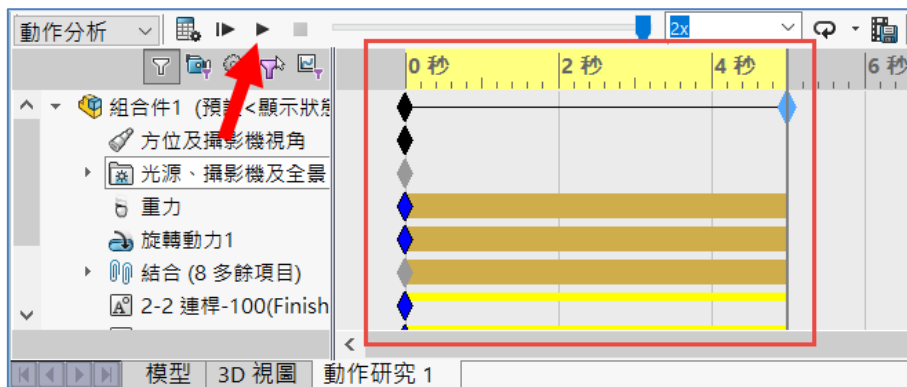 動作分析 2x
0 秒 2 秒 4 秒 6 秒
組合件1 (預設<顯示狀態
方位及攝影機視角
光源、攝影機及全景
重力
旋轉動力1
結合 (8 多餘項目)
2-2 連桿-100(Finish
模型 3D 視圖 動作研究 1